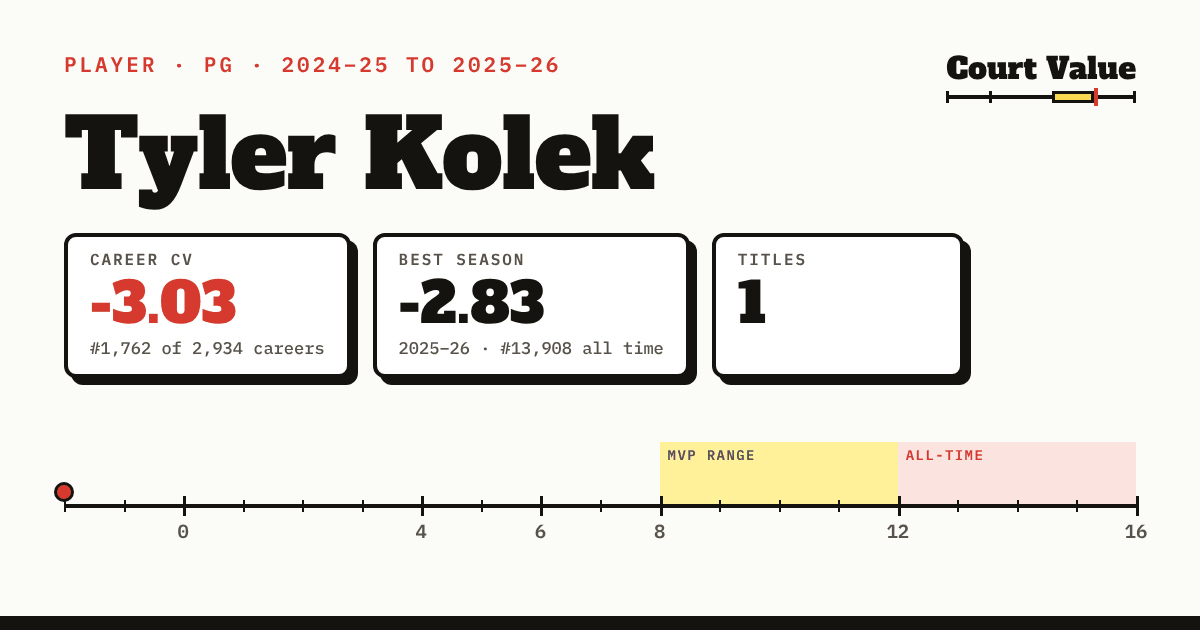 PLAYER · PG · 2024–25 TO 2025–26
Court Value
Tyler Kolek
CAREER CV
-3.03
#1,762 of 2,934 careers
BEST SEASON
-2.83
2025–26 · #13,908 all time
TITLES
1
MVP RANGE
ALL-TIME
0 4 6 8 12 16